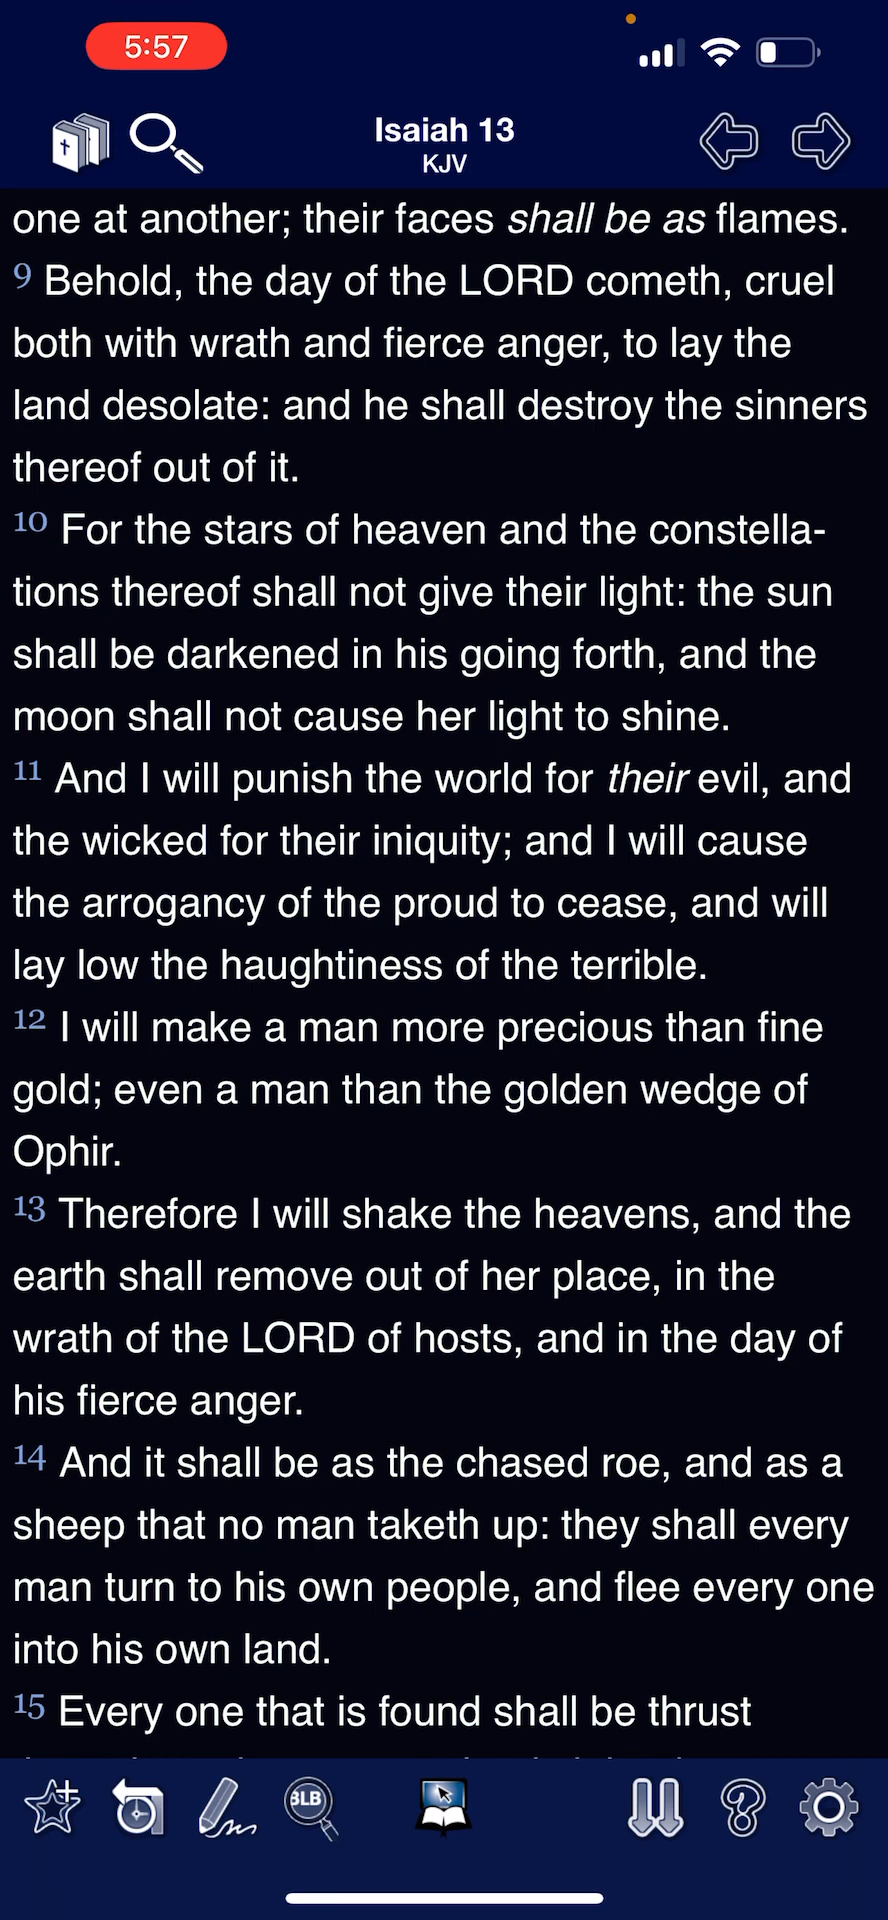 5:57
Isaiah 13
KJV
one at another; their faces shall be as flames.
9 Behold, the day of the LORD cometh, cruel
both with wrath and fierce anger, to lay the
land desolate: and he shall destroy the sinners
thereof out of it.
10 For the stars of heaven and the constella-
tions thereof shall not give their light: the sun
shall be darkened in his going forth, and the
moon shall not cause her light to shine.
11 And I will punish the world for their evil, and
the wicked for their iniquity; and I will cause
the arrogancy of the proud to cease, and will
lay low the haughtiness of the terrible.
12 I will make a man more precious than fine
gold; even a man than the golden wedge of
Ophir.
13 Therefore I will shake the heavens, and the
earth shall remove out of her place, in the
wrath of the LORD of hosts, and in the day of
his fierce anger.
14 And it shall be as the chased roe, and as a
sheep that no man taketh up: they shall every
man turn to his own people, and flee every one
into his own land.
15 Every one that is found shall be thrust
BLB